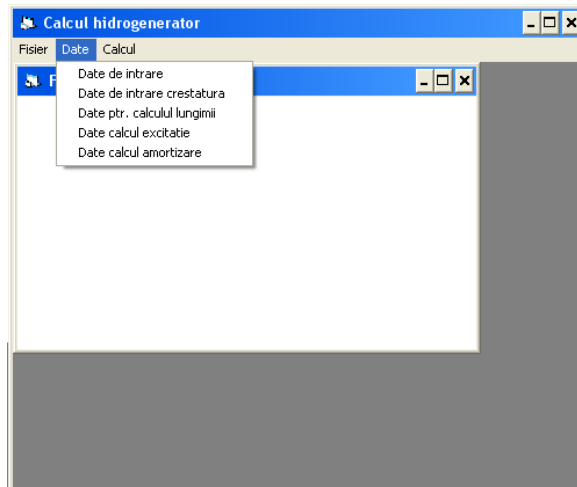 Calcul hidrogenerator
Fisier Date Calcul
F
Date de intrare
Date de intrare crestatura
Date ptr. calculul lungimii
Date calcul excitatie
Date calcul amortizare